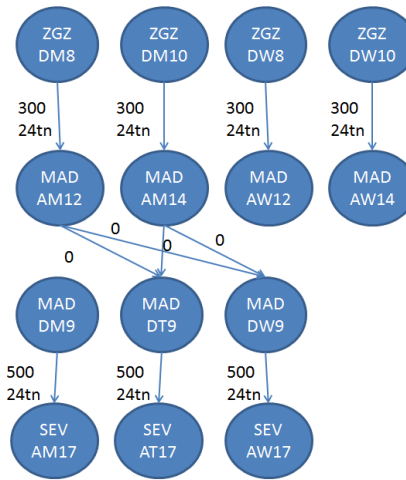 ZGZ
DM8
ZGZ
DM10
ZGZ
DW8
ZGZ
DW10
300
24tn
300
24tn
300
24tn
300
24tn
MAD
AM12
MAD
AM14
MAD
AW12
MAD
AW14
0
0
0
0
MAD
DM9
MAD
DT9
MAD
DW9
500
24tn
500
24tn
500
24tn
SEV
AM17
SEV
AT17
SEV
AW17